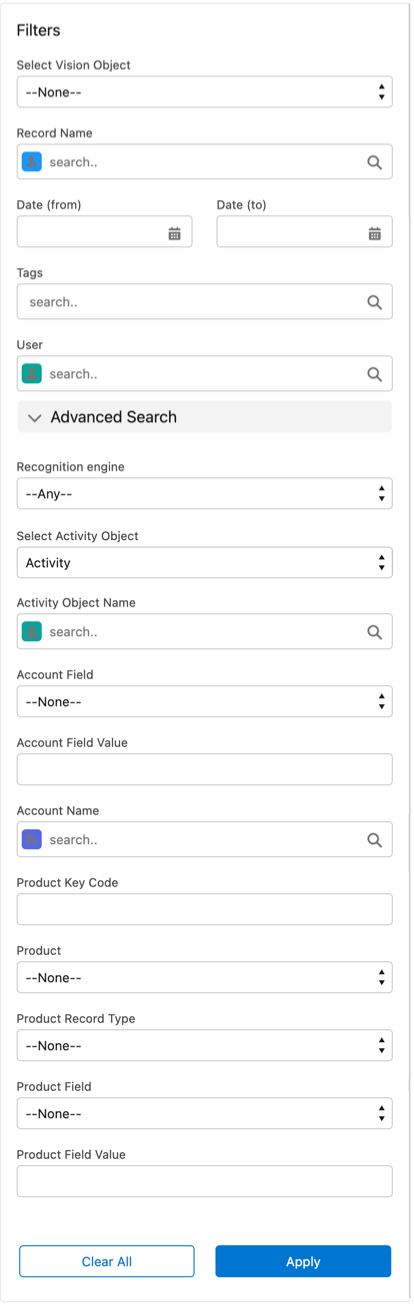 Filters
Select Vision Object
--None--
Record Name
search..
Date (from) Date (to)
Tags
search..
User
search..
Advanced Search
Recognition engine
--Any--
Select Activity Object
Activity
Activity Object Name
search..
Account Field
--None--
Account Field Value
Account Name
search..
Product Key Code
Product
--None--
Product Record Type
--None--
Product Field
--None--
Product Field Value
Clear All Apply